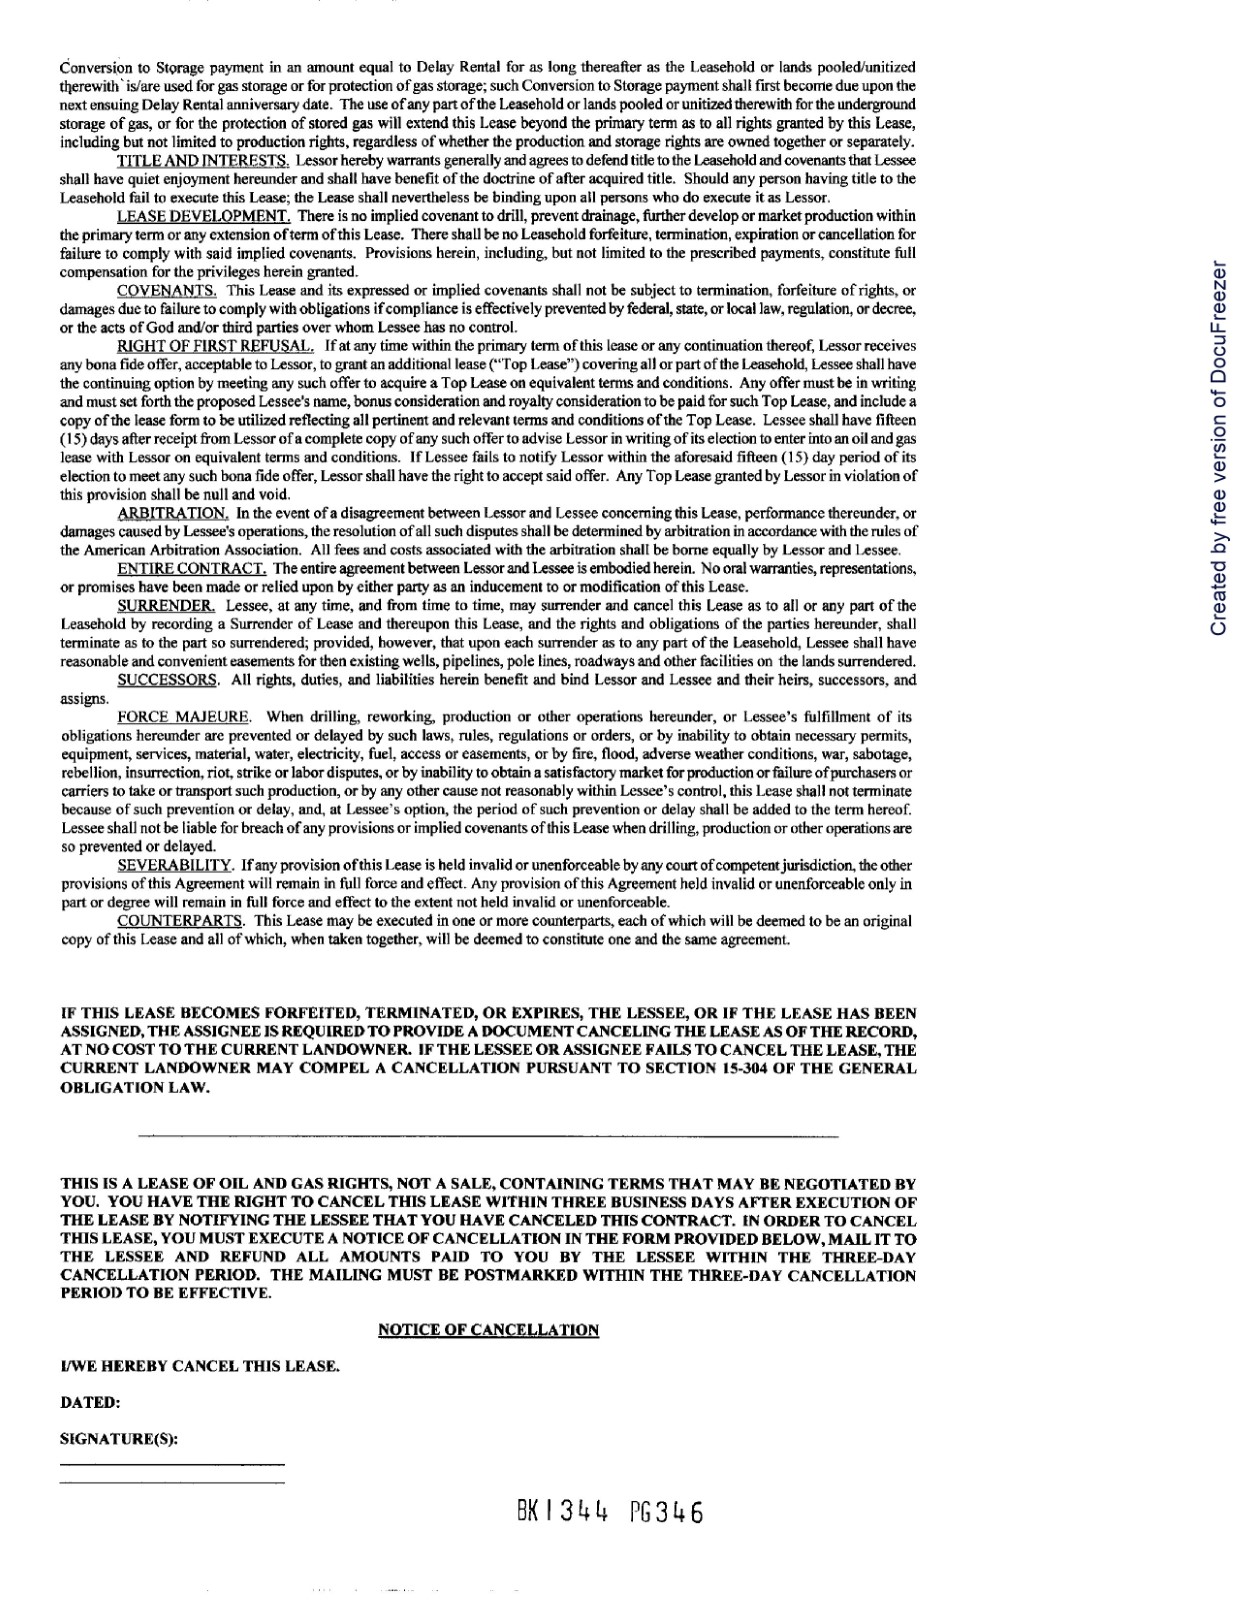 Conversion to Storage payment in an amount equal to Delay Rental for as long thereafter as the Leasehold or lands pooled/unitized
therewith is/are used for gas storage or for protection of gas storage; such Conversion to Storage payment shall first become due upon the
next ensuing Delay Rental anniversary date. The use of any part of the Leasehold or lands pooled or unitized therewith for the underground
storage of gas, or for the protection of stored gas will extend this Lease beyond the primary term as to all rights granted by this Lease,
including but not limited to production rights, regardless of whether the production and storage rights are owned together or separately.
TITLE AND INTERESTS. Lessor hereby warrants generally and agrees to defend title to the Leasehold and covenants that Lessee
shall have quiet enjoyment hereunder and shall have benefit of the doctrine of after acquired title. Should any person having title to the
Leasehold fail to execute this Lease; the Lease shall nevertheless be binding upon all persons who do execute it as Lessor.
LEASE DEVELOPMENT. There is no implied covenant to drill, prevent drainage, further develop or market production within
the primary term or any extension of term of this Lease. There shall be no Leasehold forfeiture, termination, expiration or cancellation for
failure to comply with said implied covenants. Provisions herein, including, but not limited to the prescribed payments, constitute full
compensation for the privileges herein granted.
COVENANTS. This Lease and its expressed or implied covenants shall not be subject to termination, forfeiture of rights, or
damages due to failure to comply with obligations if compliance is effectively prevented by federal, state, or local law, regulation, or decree,
or the acts of God and/or third parties over whom Lessee has no control.
RIGHT OF FIRST REFUSAL. If at any time within the primary term of this lease or any continuation thereof, Lessor receives
any bona fide offer, acceptable to Lessor, to grant an additional lease (“Top Lease”) covering all or part of the Leasehold, Lessee shall have
the continuing option by meeting any such offer to acquire a Top Lease on equivalent terms and conditions. Any offer must be in writing
and must set forth the proposed Lessee's name, bonus consideration and royalty consideration to be paid for such Top Lease, and include a
copy of the lease form to be utilized reflecting all pertinent and relevant terms and conditions of the Top Lease. Lessee shall have fifteen
(15) days after receipt from Lessor of a complete copy of any such offer to advise Lessor in writing of its election to enter into an oil and gas
lease with Lessor on equivalent terms and conditions. If Lessee fails to notify Lessor within the aforesaid fifteen (15) day period of its
election to meet any such bona fide offer, Lessor shall have the right to accept said offer. Any Top Lease granted by Lessor in violation of
this provision shall be null and void.
ARBITRATION. In the event of a disagreement between Lessor and Lessee concerning this Lease, performance thereunder, or
damages caused by Lessee's operations, the resolution of all such disputes shall be determined by arbitration in accordance with the rules of
the American Arbitration Association. All fees and costs associated with the arbitration shall be borne equally by Lessor and Lessee.
ENTIRE CONTRACT. The entire agreement between Lessor and Lessee is embodied herein. No oral warranties, representations,
or promises have been made or relied upon by either party as an inducement to or modification of this Lease.
SURRENDER. Lessee, at any time, and from time to time, may surrender and cancel this Lease as to all or any part of the
Leasehold by recording a Surrender of Lease and thereupon this Lease, and the rights and obligations of the parties hereunder, shall
terminate as to the part so surrendered; provided, however, that upon each surrender as to any part of the Leasehold, Lessee shall have
reasonable and convenient easements for then existing wells, pipelines, pole lines, roadways and other facilities on the lands surrendered.
SUCCESSORS. All rights, duties, and liabilities herein benefit and bind Lessor and Lessee and their heirs, successors, and
assigns.
FORCE MAJEURE. When drilling, reworking, production or other operations hereunder, or Lessee's fulfillment of its
obligations hereunder are prevented or delayed by such laws, rules, regulations or orders, or by inability to obtain necessary permits,
equipment, services, material, water, electricity, fuel, access or easements, or by fire, flood, adverse weather conditions, war, sabotage,
rebellion, insurrection, riot, strike or labor disputes, or by inability to obtain a satisfactory market for production or failure of purchasers or
carriers to take or transport such production, or by any other cause not reasonably within Lessee's control, this Lease shall not terminate
because of such prevention or delay, and, at Lessee's option, the period of such prevention or delay shall be added to the term hereof.
Lessee shall not be liable for breach of any provisions or implied covenants of this Lease when drilling, production or other operations are
so prevented or delayed.
SEVERABILITY. If any provision of this Lease is held invalid or unenforceable by any court of competent jurisdiction, the other
provisions of this Agreement will remain in full force and effect. Any provision of this Agreement held invalid or unenforceable only in
part or degree will remain in full force and effect to the extent not held invalid or unenforceable.
COUNTERPARTS. This Lease may be executed in one or more counterparts, each of which will be deemed to be an original
copy of this Lease and all of which, when taken together, will be deemed to constitute one and the same agreement.
IF THIS LEASE BECOMES FORFEITED, TERMINATED, OR EXPIRES, THE LESSEE, OR IF THE LEASE HAS BEEN
ASSIGNED, THE ASSIGNEE IS REQUIRED TO PROVIDE A DOCUMENT CANCELING THE LEASE AS OF THE RECORD,
AT NO COST TO THE CURRENT LANDOWNER. IF THE LESSEE OR ASSIGNEE FAILS TO CANCEL THE LEASE, THE
CURRENT LANDOWNER MAY COMPEL A CANCELLATION PURSUANT TO SECTION 15-304 OF THE GENERAL
OBLIGATION LAW.
THIS IS A LEASE OF OIL AND GAS RIGHTS, NOT A SALE, CONTAINING TERMS THAT MAY BE NEGOTIATED BY
YOU. YOU HAVE THE RIGHT TO CANCEL THIS LEASE WITHIN THREE BUSINESS DAYS AFTER EXECUTION OF
THE LEASE BY NOTIFYING THE LESSEE THAT YOU HAVE CANCELED THIS CONTRACT. IN ORDER TO CANCEL
THIS LEASE, YOU MUST EXECUTE A NOTICE OF CANCELLATION IN THE FORM PROVIDED BELOW, MAIL IT TO
THE LESSEE AND REFUND ALL AMOUNTS PAID TO YOU BY THE LESSEE WITHIN THE THREE-DAY
CANCELLATION PERIOD. THE MAILING MUST BE POSTMARKED WITHIN THE THREE-DAY CANCELLATION
PERIOD TO BE EFFECTIVE.
NOTICE OF CANCELLATION
I/WE HEREBY CANCEL THIS LEASE.
DATED:
SIGNATURE(S):
BK1344 PG346
Created by free version of DocuFreezer